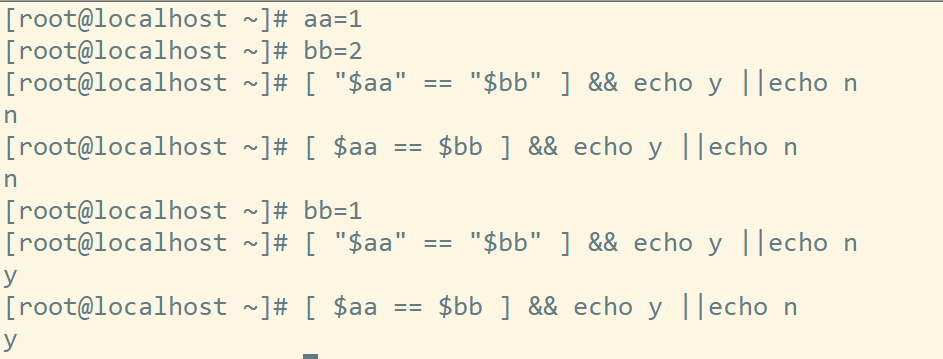 [root@localhost ~]# aa=1
[root@localhost ~]# bb=2
[root@localhost ~]# [ "$aa" == "$bb" ] && echo y ||echo n
n
[root@localhost ~]# [ $aa == $bb ] && echo y ||echo n
n
[root@localhost ~]# bb=1
[root@localhost ~]# [ "$aa" == "$bb" ] && echo y ||echo n
y
[root@localhost ~]# [ $aa == $bb ] && echo y ||echo n
y